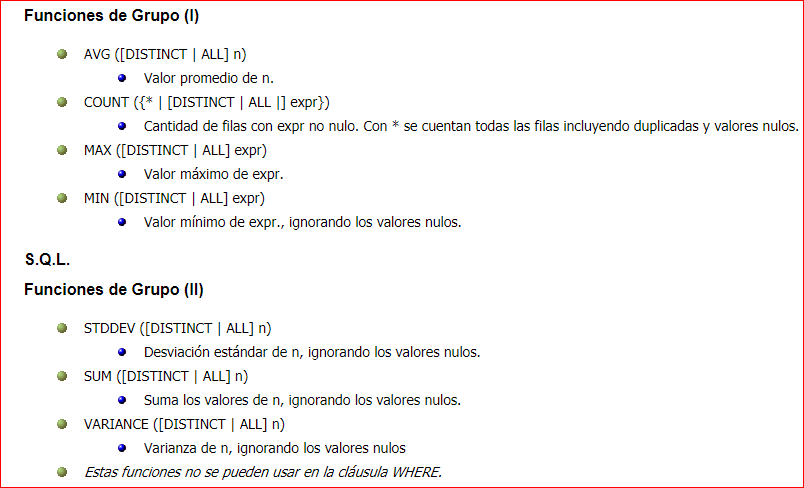 Funciones de Grupo (I)
AVG ([DISTINCT | ALL] n)
Valor promedio de n.
COUNT ({* | [DISTINCT | ALL |] expr})
Cantidad de filas con expr no nulo. Con * se cuentan todas las filas incluyendo duplicadas y valores nulos.
MAX ([DISTINCT | ALL] expr)
Valor máximo de expr.
MIN ([DISTINCT | ALL] expr)
Valor mínimo de expr., ignorando los valores nulos.
S.Q.L.
Funciones de Grupo (II)
STDDEV ([DISTINCT | ALL] n)
Desviación estándar de n, ignorando los valores nulos.
SUM ([DISTINCT | ALL] n)
Suma los valores de n, ignorando los valores nulos.
VARIANCE ([DISTINCT | ALL] n)
Varianza de n, ignorando los valores nulos
Estas funciones no se pueden usar en la cláusula WHERE.